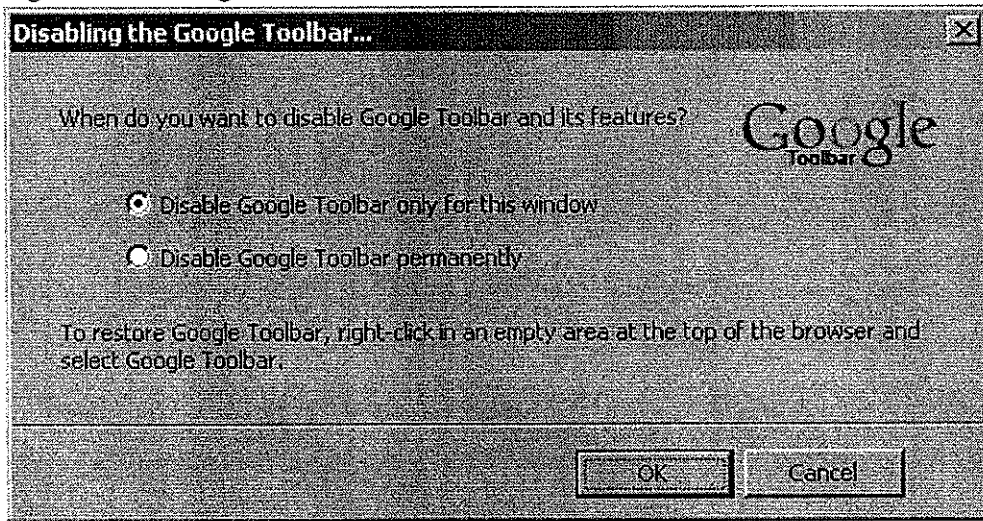 Disabling the Google Toolbar...
When do you want to disable Google Toolbar and its features?
Google
Toolbar
Disable Google Toolbar only for this window
Disable Google Toolbar permanently
To restore Google Toolbar, right-click in an empty area at the top of the browser and
select Google Toolbar.
OK
Cancel